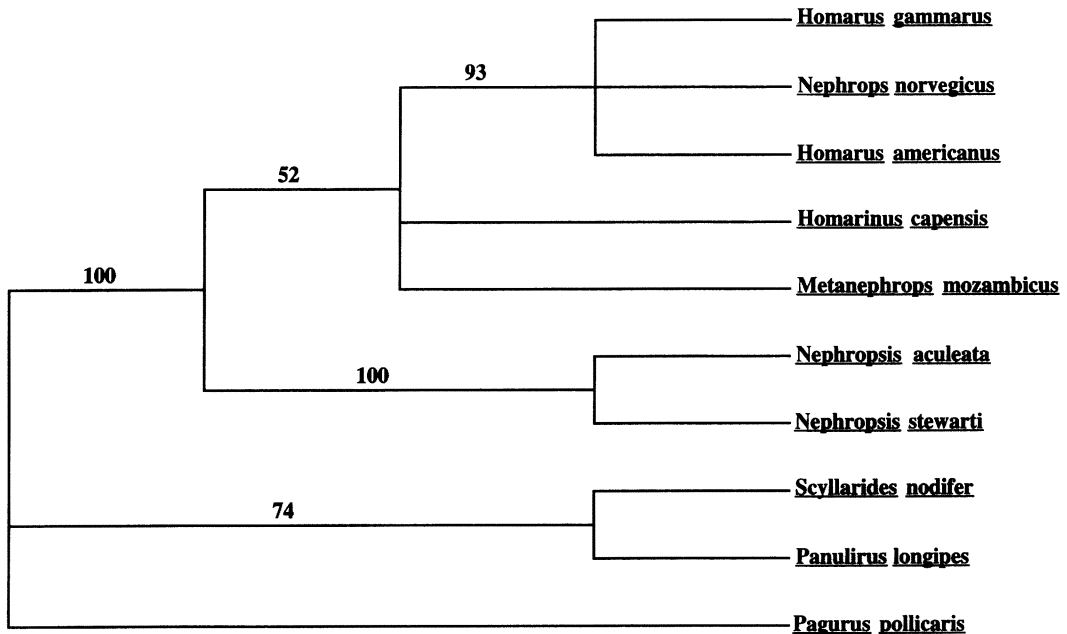 Homarus gammarus
93
Nephrops norvegicus
Homarus americanus
52
Homarinus capensis
100
Metanephrops mozambicus
Nephropsis aculeata
100
Nephropsis stewarti
Scyllarides nodifer
74
Panulirus longipes
Pagurus pollicaris